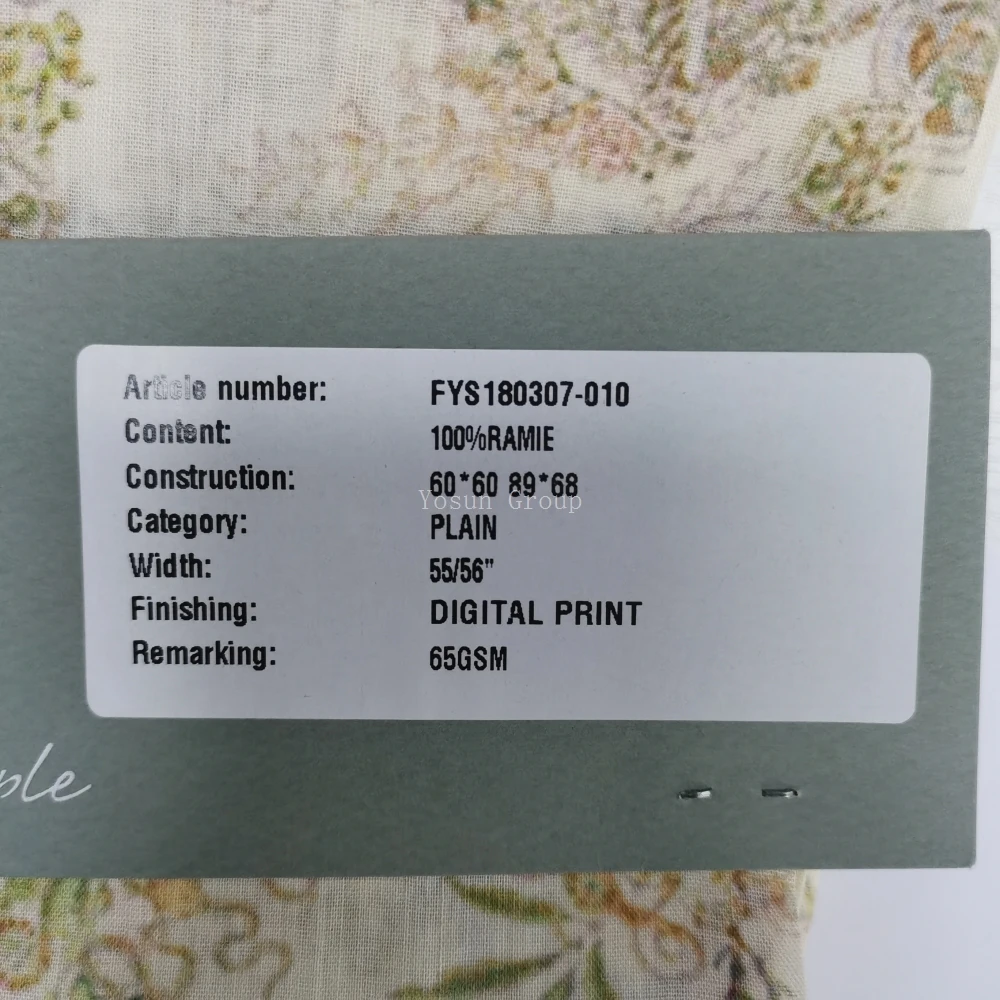 Article number: FYS180307-010
Content: 100%RAMIE
Construction: 60*60 89*68
Yosun Group
Category: PLAIN
Width: 55/56"
Finishing: DIGITAL PRINT
Remarking: 65GSM